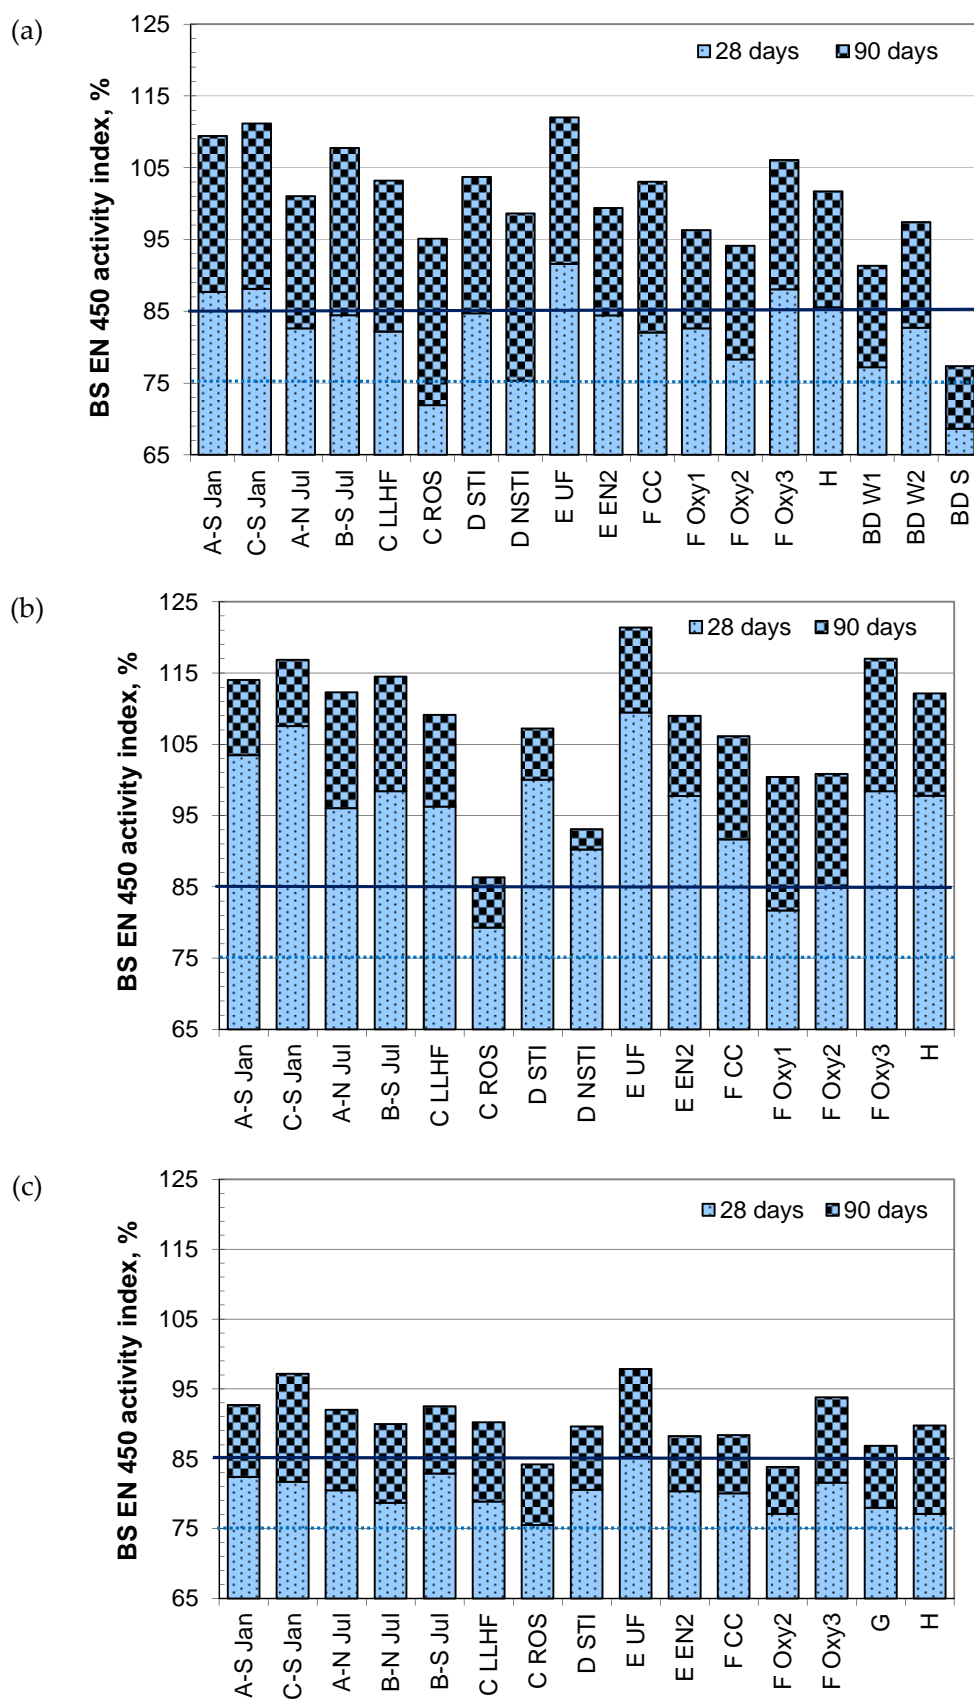 (a)
BS EN 450 activity index, %
125
115
105
95
85
75
65
28 days
90 days
A-S Jan
C-S Jan
A-N Jul
B-S Jul
C LLHF
C ROS
D STI
D NSTI
E UF
E EN2
F CC
F Oxy1
F Oxy2
F Oxy3
H
BD W1
BD W2
BD S
(b)
BS EN 450 activity index, %
125
115
105
95
85
75
65
28 days
90 days
A-S Jan
C-S Jan
A-N Jul
B-S Jul
C LLHF
C ROS
D STI
D NSTI
E UF
E EN2
F CC
F Oxy1
F Oxy2
F Oxy3
H
(c)
BS EN 450 activity index, %
125
115
105
95
85
75
65
28 days
90 days
A-S Jan
C-S Jan
A-N Jul
B-N Jul
B-S Jul
C LLHF
C ROS
D STI
E UF
E EN2
F CC
F Oxy2
F Oxy3
G
H